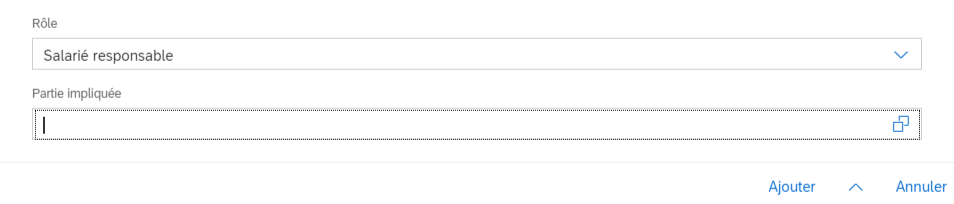 Rôle
Salarié responsable
Partie impliquée
Ajouter
Annuler